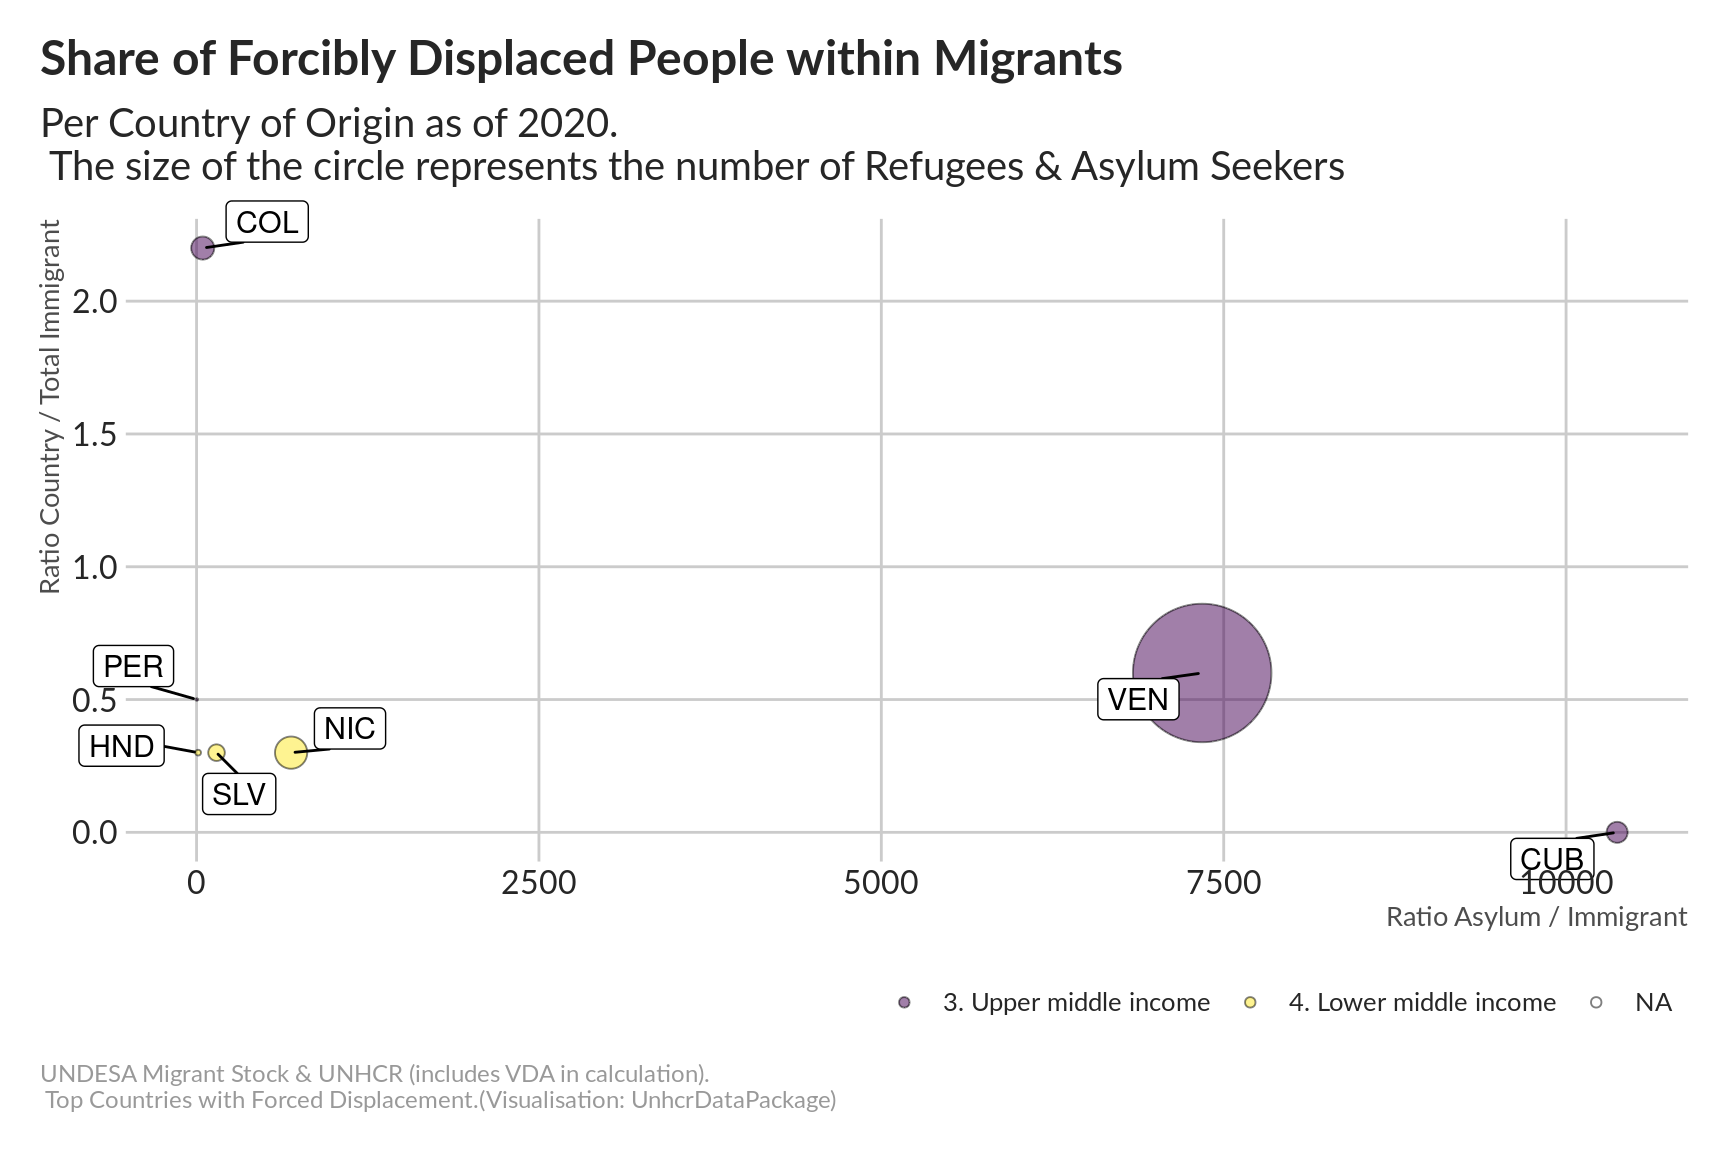 Share of Forcibly Displaced People within Migrants
Per Country of Origin as of 2020.
The size of the circle represents the number of Refugees & Asylum Seekers
Ratio Country / Total Immigrant
COL
2.0
1.5
1.0
PER
0.5
VEN
NIC
HND
SLV
0.0
CUB
0
2500
5000
7500
10000
Ratio Asylum / Immigrant
3. Upper middle income
4. Lower middle income
NA
UNDESA Migrant Stock & UNHCR (includes VDA in calculation).
Top Countries with Forced Displacement.(Visualisation: UnhcrDataPackage)